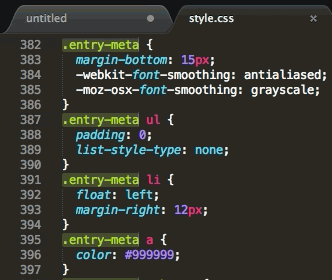 untitled
style.css ×
382 .entry-meta {
383 margin-bottom: 15px;
384 -webkit-font-smoothing: antialiased;
385 -moz-osx-font-smoothing: grayscale;
386 }
387 .entry-meta ul {
388 padding: 0;
389 list-style-type: none;
390 }
391 .entry-meta li {
392 float: left;
393 margin-right: 12px;
394 }
395 .entry-meta a {
396 color: #999999;
397 }